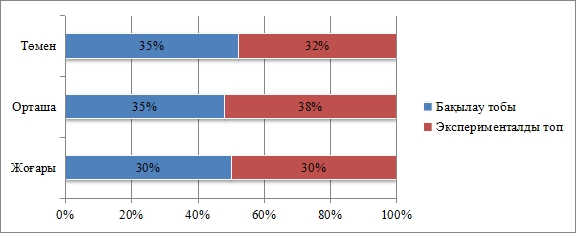 Төмен 35% 32%
Орташа 35% 38%
Жоғары 30% 30%
0% 20% 40% 60% 80% 100%
Бақылау тобы
Эксперименталды топ